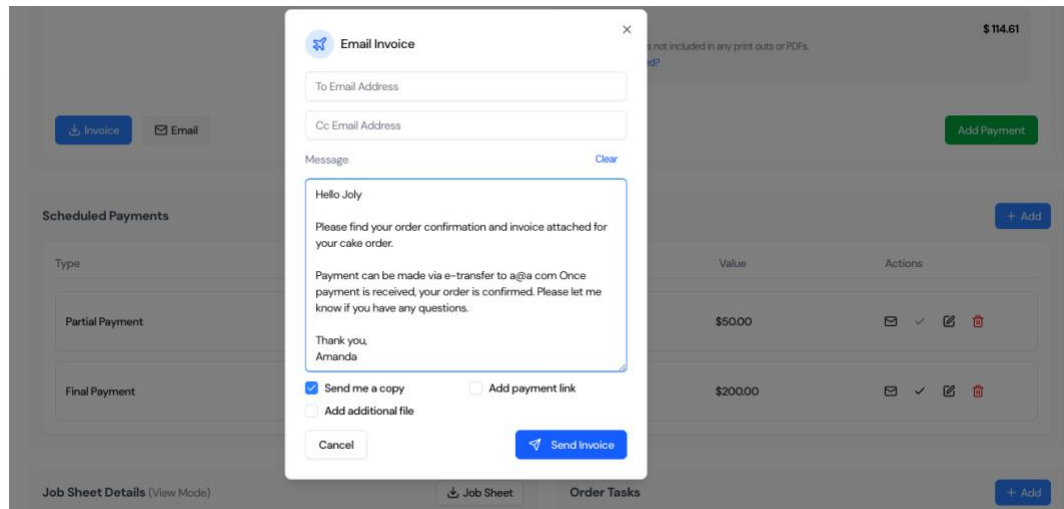 Email Invoice
$ 114.61
s not included in any print outs or PDFs.
ed?
To Email Address
Cc Email Address
Invoice
Email
Add Payment
Message
Clear
Hello Joly
Please find your order confirmation and invoice attached for
your cake order.
Payment can be made via e-transfer to a@a com Once
payment is received, your order is confirmed. Please let me
know if you have any questions.
Thank you,
Amanda
Scheduled Payments
+ Add
Type
Value
Actions
Partial Payment
$50.00
Final Payment
$200.00
Send me a copy
Add payment link
Add additional file
Cancel
Send Invoice
Job Sheet Details (View Mode)
Job Sheet
Order Tasks
+ Add